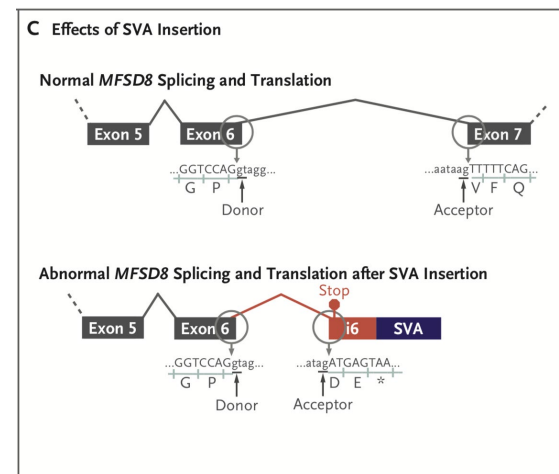 C Effects of SVA Insertion
Normal MFSD8 Splicing and Translation
Exon 5 Exon 6 Exon 7
...GGTCCAGgtagg... ...aataagTTTTTCAG...
G P V F Q
Donor Acceptor
Abnormal MFSD8 Splicing and Translation after SVA Insertion
Stop
Exon 5 Exon 6 i6 SVA
...GGTCCAGgtag... ...atagATGAGTAA...
G P D E *
Donor Acceptor